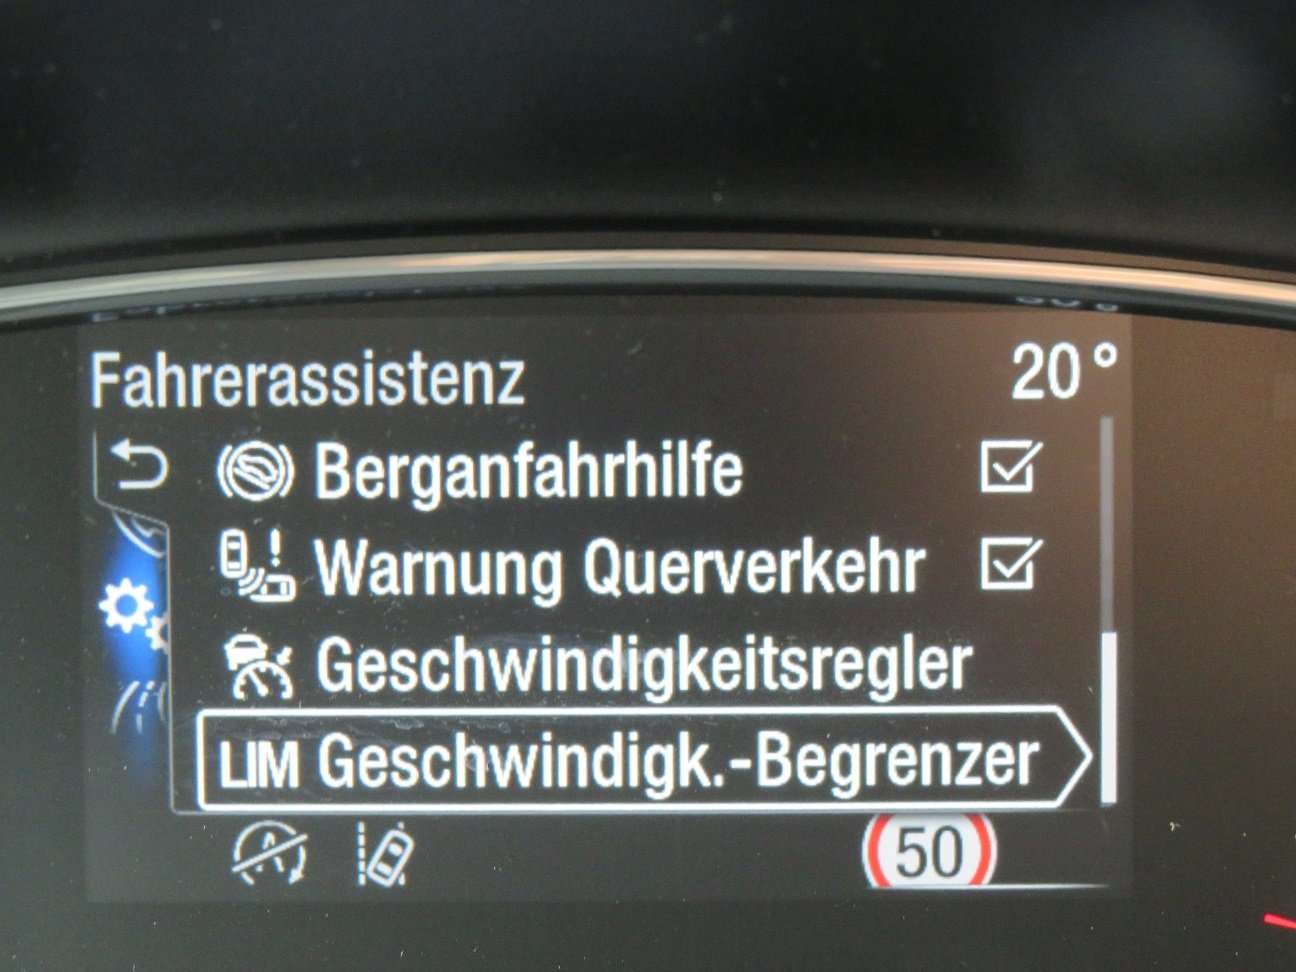 Fahrerassistenz 20°
Berganfahrhilfe
Warnung Querverkehr
Geschwindigkeitsregler
LIM Geschwindigk.-Begrenzer
A 50